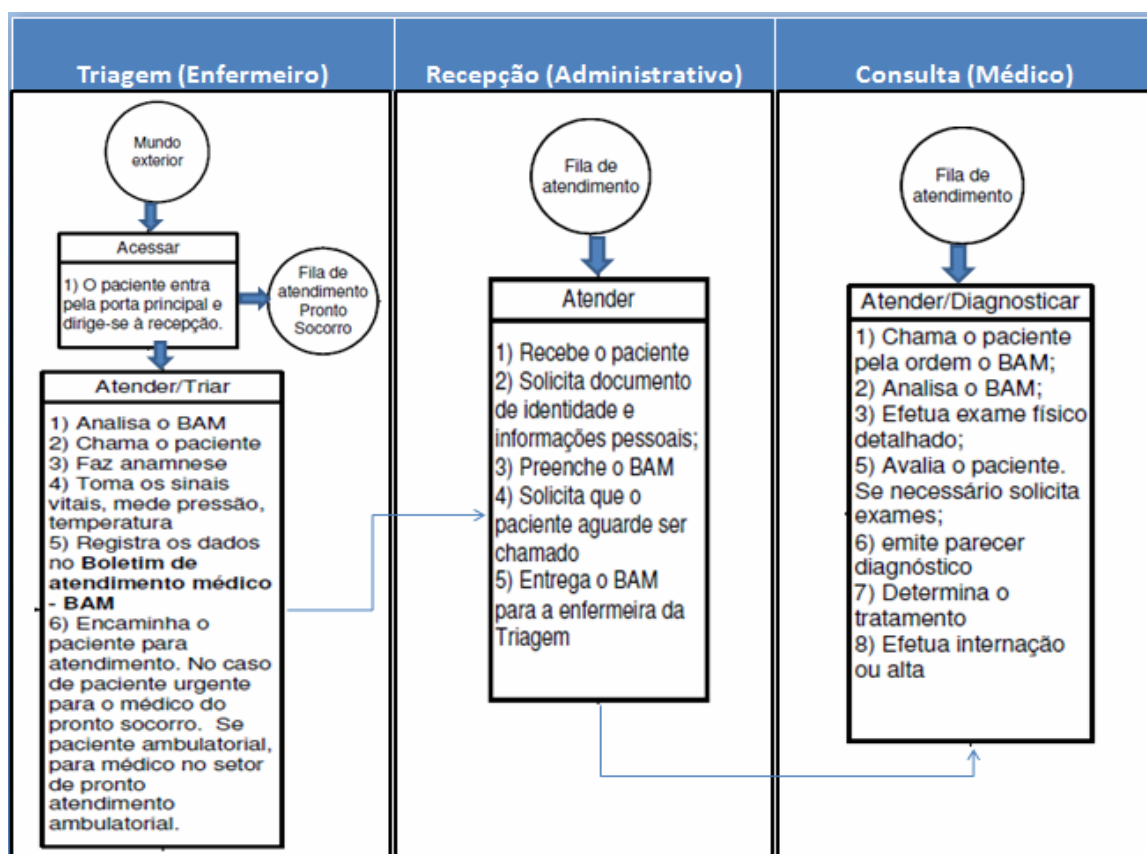 Triagem (Enfermeiro)
Mundo
exterior
Acessar
1) O paciente entra
pela porta principal e
dirige-se à recepção.
Fila de
atendimento
Pronto
Socorro
Atender/Triar
1) Analisa o BAM
2) Chama o paciente
3) Faz anamnese
4) Toma os sinais
vitais, mede pressão,
temperatura
5) Registra os dados
no Boletim de
atendimento médico
- BAM
6) Encaminha o
paciente para
atendimento. No caso
de paciente urgente
para o médico do
pronto socorro. Se
paciente ambulatorial,
para médico no setor
de pronto
atendimento
ambulatorial.
Recepção (Administrativo)
Fila de
atendimento
Atender
1) Recebe o paciente
2) Solicita documento
de identidade e
informações pessoais;
3) Preenche o BAM
4) Solicita que o
paciente aguarde ser
chamado
5) Entrega o BAM
para a enfermeira da
Triagem
Consulta (Médico)
Fila de
atendimento
Atender/Diagnosticar
1) Chama o paciente
pela ordem o BAM;
2) Analisa o BAM;
3) Efetua exame físico
detalhado;
5) Avalia o paciente.
Se necessário solicita
exames;
6) emite parecer
diagnóstico
7) Determina o
tratamento
8) Efetua internação
ou alta